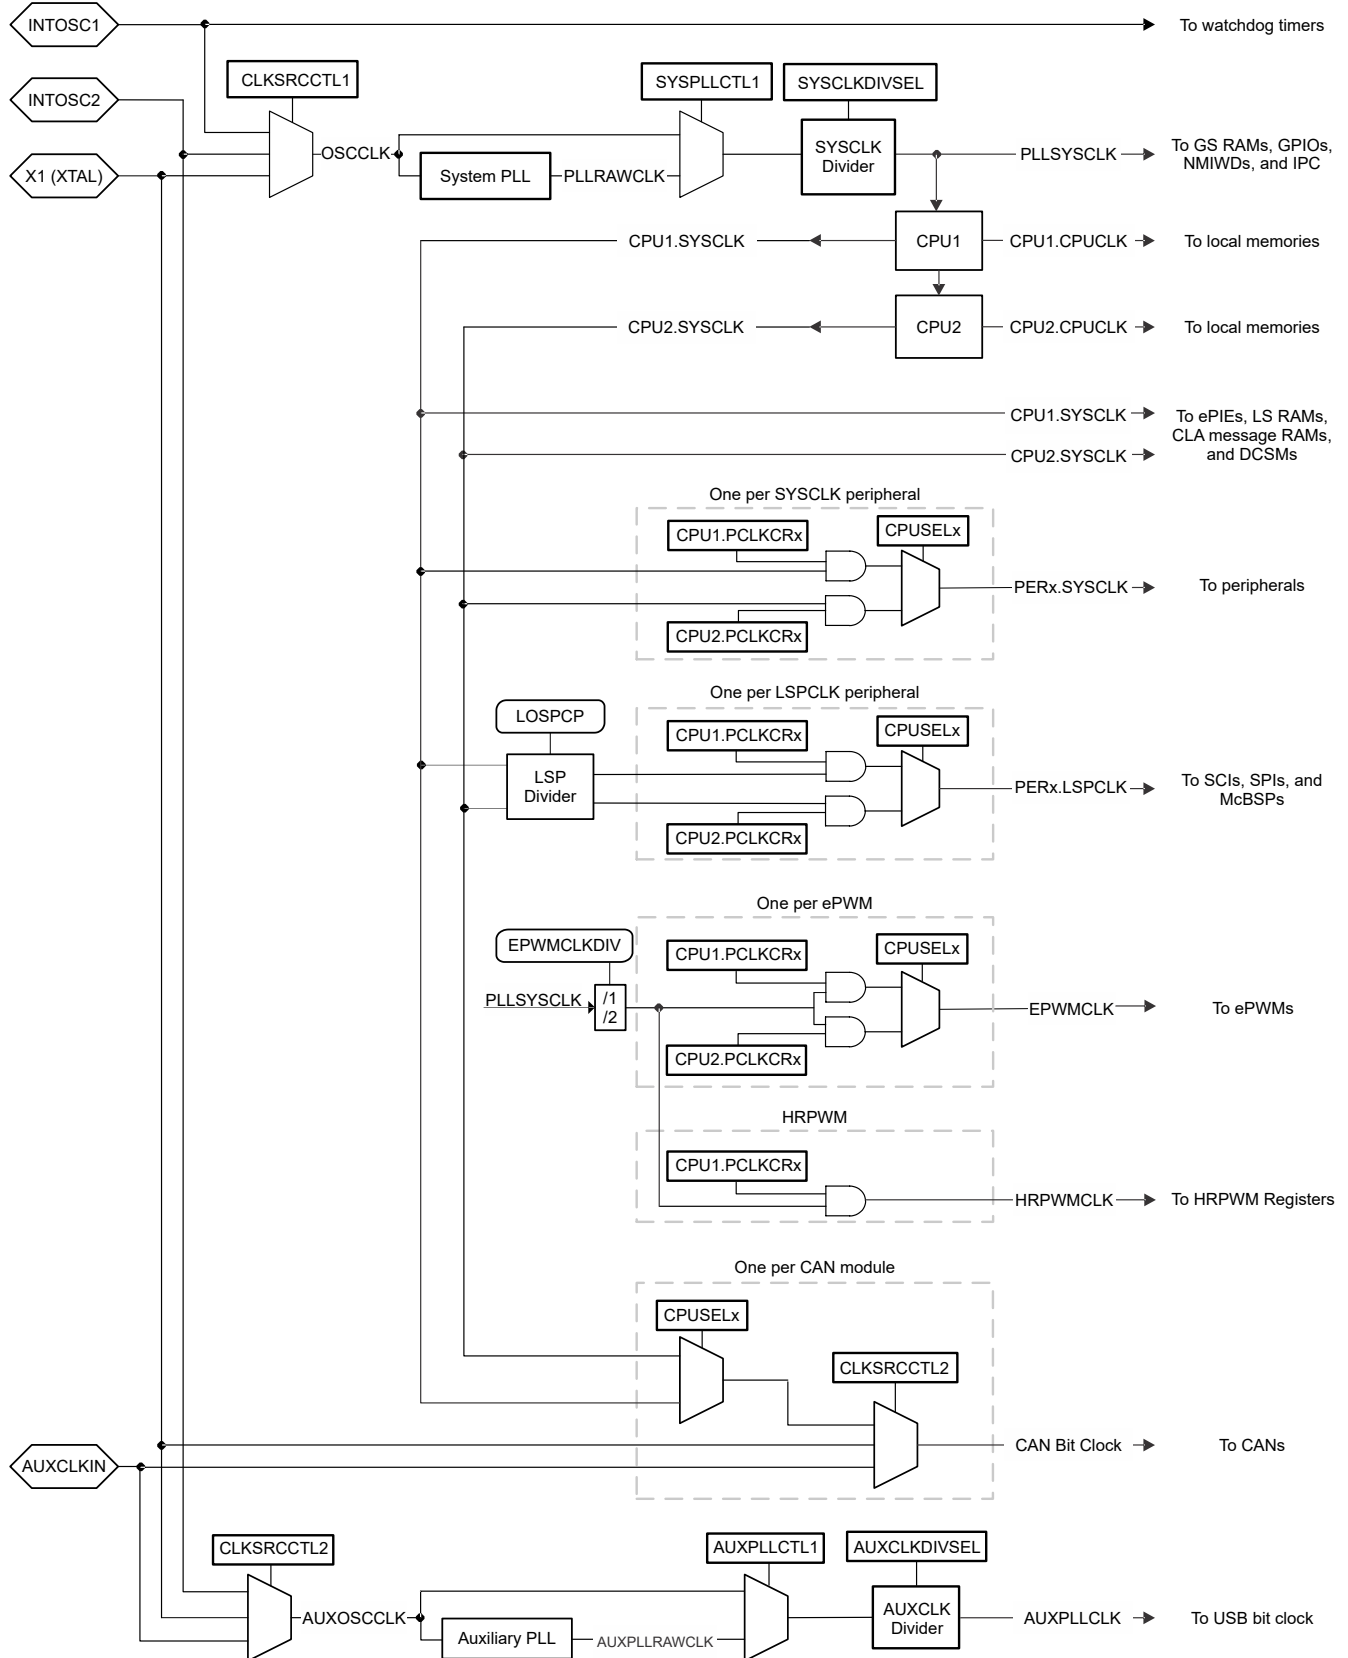 INTOSC1
To watchdog timers
CLKSRCCTL1
SYSPLLCTL1
SYSCLKDIVSEL
INTOSC2
OSCCLK
SYSCLK
Divider
PLLSYSCLK
To GS RAMs, GPIOs,
NMIWDs, and IPC
X1 (XTAL)
System PLL
PLLRAWCLK
CPU1.SYSCLK
CPU1
CPU1.CPUCLK
To local memories
CPU2.SYSCLK
CPU2
CPU2.CPUCLK
To local memories
CPU1.SYSCLK
CPU2.SYSCLK
To ePIEs, LS RAMs,
CLA message RAMs,
and DCSMs
One per SYSCLK peripheral
CPU1.PCLKCRx
CPUSELx
PERx.SYSCLK
To peripherals
CPU2.PCLKCRx
One per LSPCLK peripheral
LOSPCP
CPU1.PCLKCRx
CPUSELx
LSP
Divider
PERx.LSPCLK
To SCIs, SPIs, and
McBSPs
CPU2.PCLKCRx
One per ePWM
EPWMCLKDIV
CPU1.PCLKCRx
CPUSELx
PLLSYSCLK
/1
/2
EPWMCLK
To ePWMs
CPU2.PCLKCRx
HRPWM
CPU1.PCLKCRx
HRPWMCLK
To HRPWM Registers
One per CAN module
CPUSELx
CLKSRCCTL2
CAN Bit Clock
To CANs
AUXCLKIN
CLKSRCCTL2
AUXPLLCTL1
AUXCLKDIVSEL
AUXOSCCLK
AUXCLK
Divider
AUXPLLCLK
To USB bit clock
Auxiliary PLL
AUXPLLRAWCLK